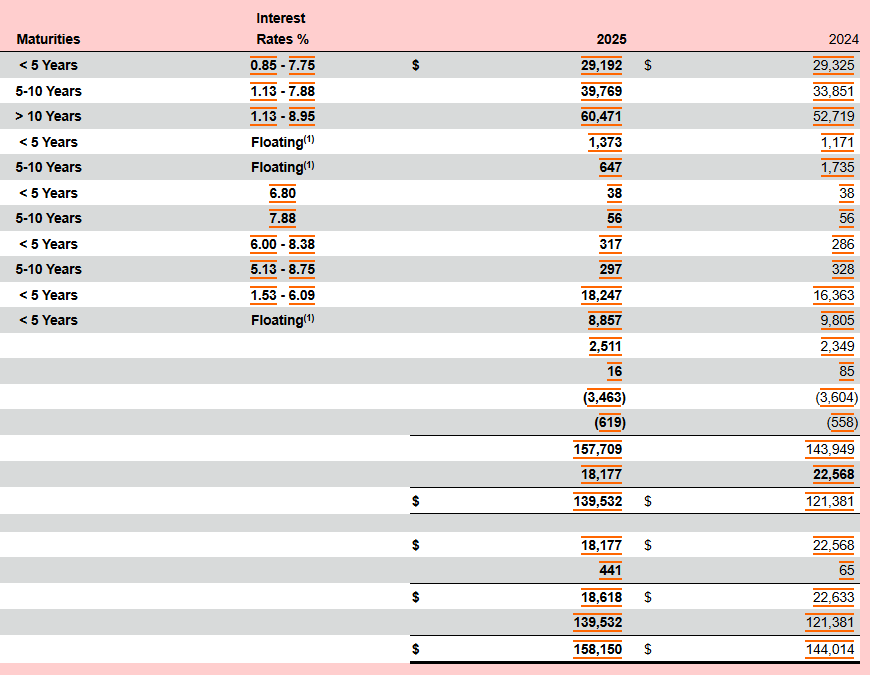 Interest
Maturities Rates % 2025 2024
< 5 Years 0.85 - 7.75 $ 29,192 $ 29,325
5-10 Years 1.13 - 7.88 39,769 33,851
> 10 Years 1.13 - 8.95 60,471 52,719
< 5 Years Floating(1) 1,373 1,171
5-10 Years Floating(1) 647 1,735
< 5 Years 6.80 38 38
5-10 Years 7.88 56 56
< 5 Years 6.00 - 8.38 317 286
5-10 Years 5.13 - 8.75 297 328
< 5 Years 1.53 - 6.09 18,247 16,363
< 5 Years Floating(1) 8,857 9,805
2,511 2,349
16 85
(3,463) (3,604)
(619) (558)
157,709 143,949
18,177 22,568
$ 139,532 $ 121,381
$ 18,177 $ 22,568
441 65
$ 18,618 $ 22,633
139,532 121,381
$ 158,150 $ 144,014